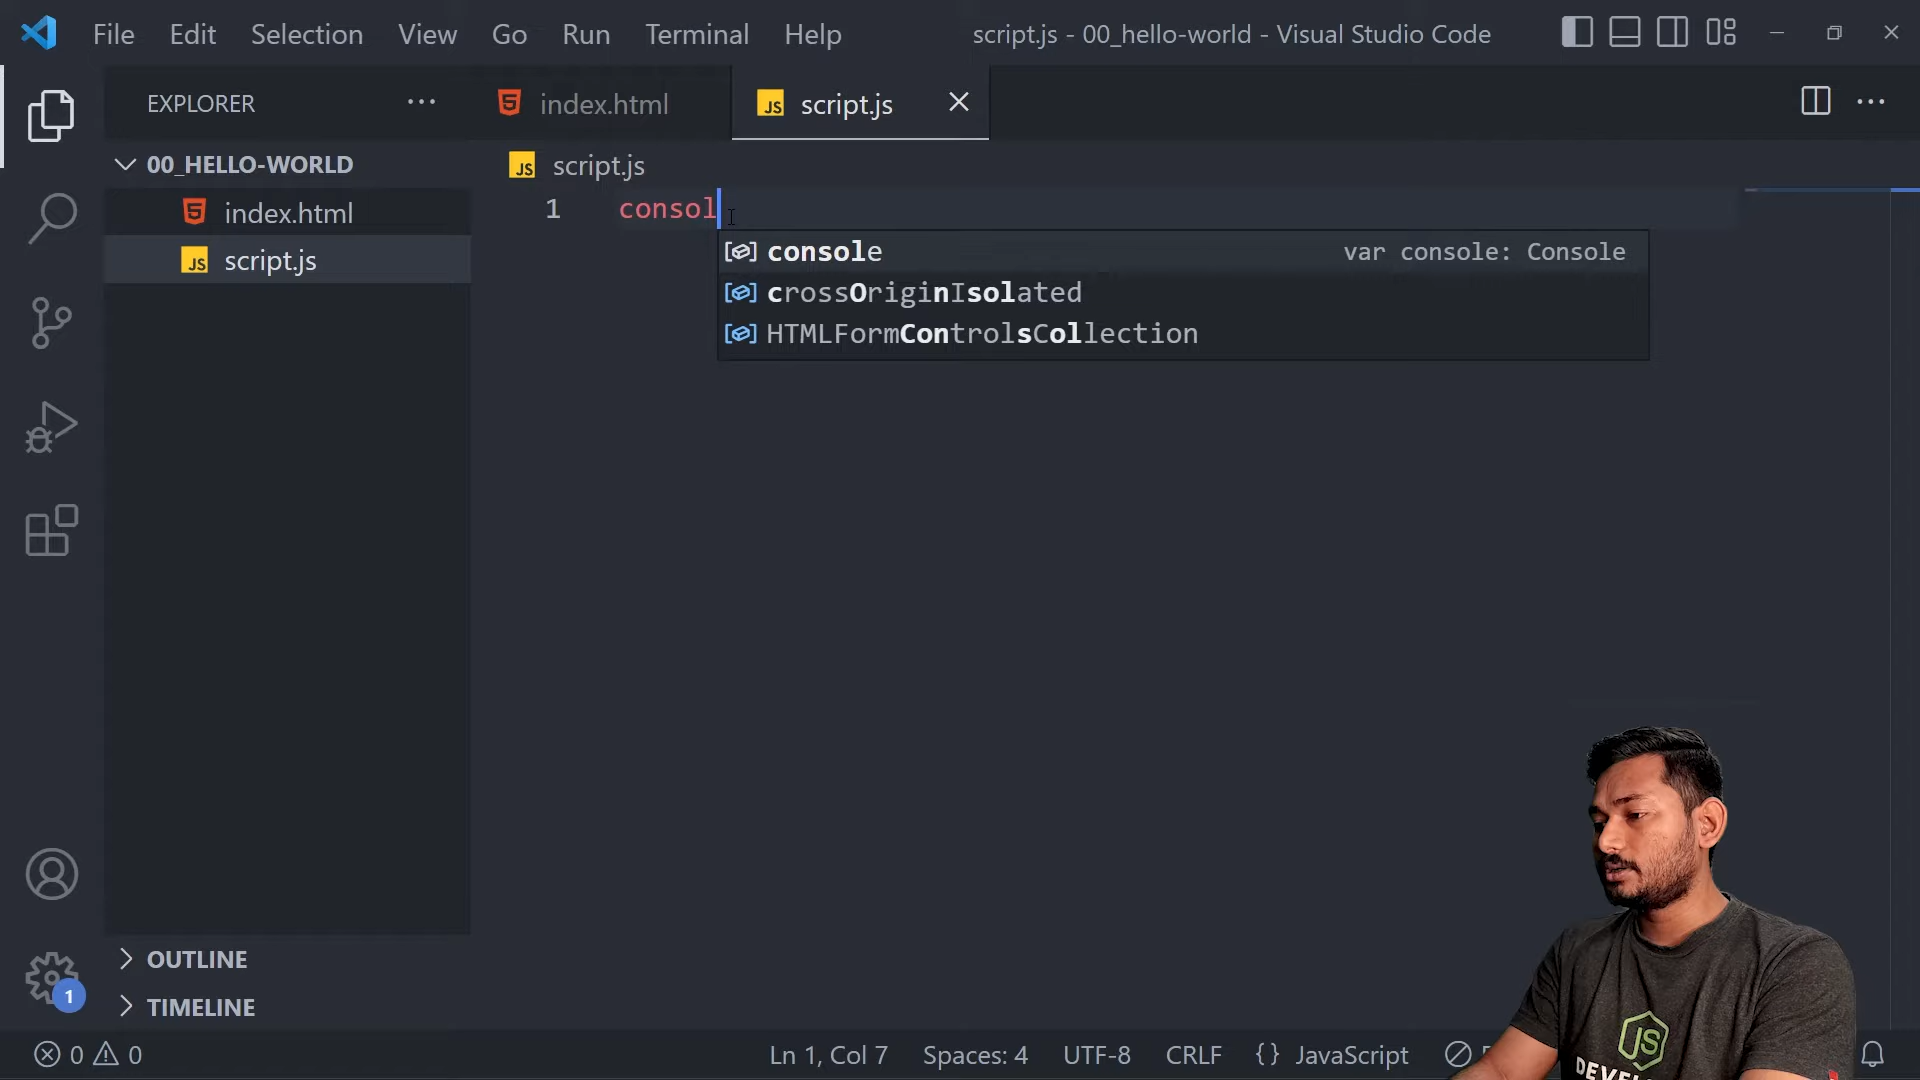 File Edit Selection View Go Run Terminal Help script.js - 00_hello-world - Visual Studio Code
EXPLORER
index.html
script.js
00_HELLO-WORLD
script.js
index.html
script.js
1 consol
console var console: Console
crossOriginIsolated
HTMLFormControlsCollection
OUTLINE
TIMELINE
1
0 0 Ln 1, Col 7 Spaces: 4 UTF-8 CRLF {} JavaScript
JS